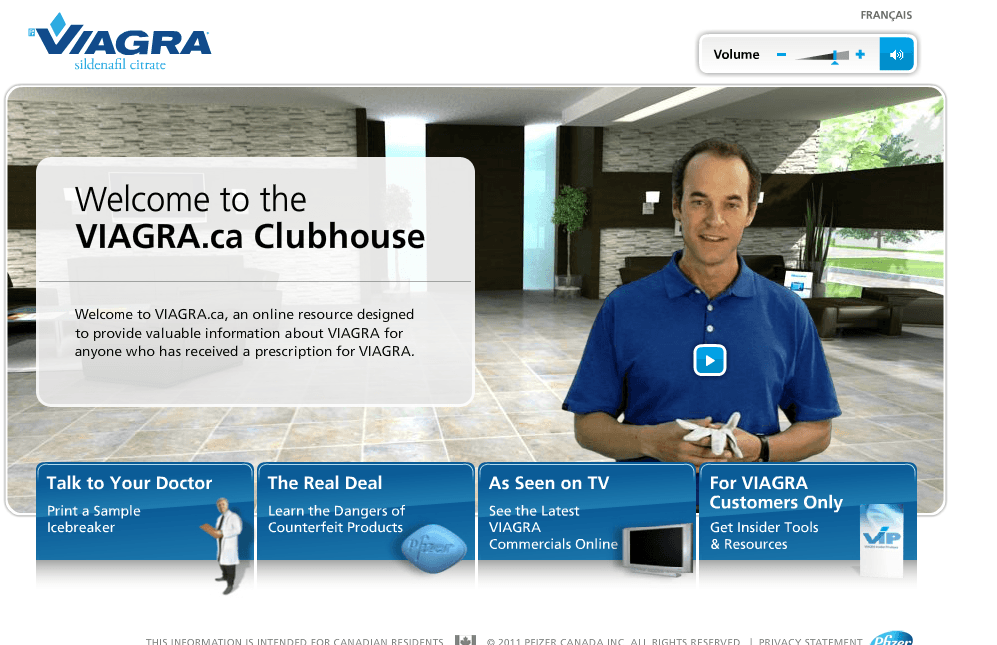 FRANÇAIS
VIAGRA
sildenafil citrate
Volume
Welcome to the
VIAGRA.ca Clubhouse
Welcome to VIAGRA.ca, an online resource designed
to provide valuable information about VIAGRA for
anyone who has received a prescription for VIAGRA.
Talk to Your Doctor
Print a Sample
Icebreaker
The Real Deal
Learn the Dangers of
Counterfeit Products
Pfizer
As Seen on TV
See the Latest
VIAGRA
Commercials Online
For VIAGRA
Customers Only
Get Insider Tools
& Resources
VIP
THIS INFORMATION IS INTENDED FOR CANADIAN RESIDENTS
© 2011 PFIZER CANADA INC. ALL RIGHTS RESERVED. | PRIVACY STATEMENT
Pfizer